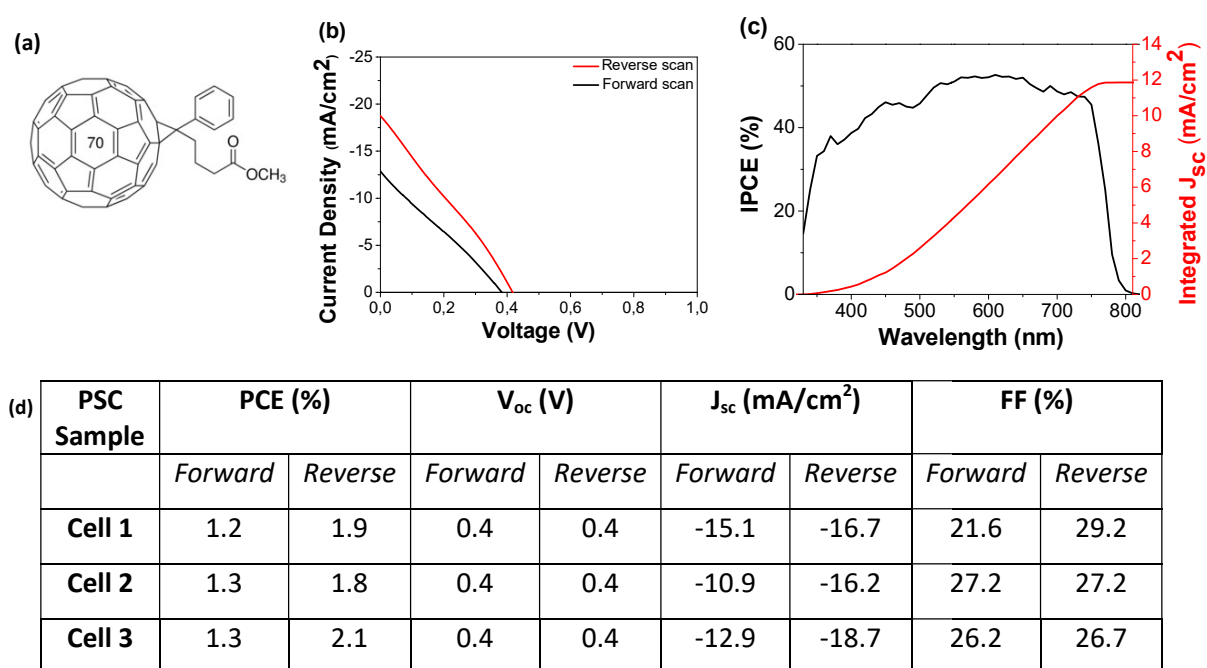 (a)
70
O
OCH3
(b)
Current Density (mA/cm2)
-25
-20
-15
-10
-5
0
Reverse scan
Forward scan
0,0 0,2 0,4 0,6 0,8 1,0
Voltage (V)
(c)
IPCE (%)
60
40
20
0
14
12
10
8
6
4
2
0
Integrated JSC (mA/cm2)
400 500 600 700 800
Wavelength (nm)
(d)
PSC Sample PCE (%) Voc (V) Jsc (mA/cm2) FF (%)
Forward Reverse Forward Reverse Forward Reverse Forward Reverse
Cell 1 1.2 1.9 0.4 0.4 -15.1 -16.7 21.6 29.2
Cell 2 1.3 1.8 0.4 0.4 -10.9 -16.2 27.2 27.2
Cell 3 1.3 2.1 0.4 0.4 -12.9 -18.7 26.2 26.7